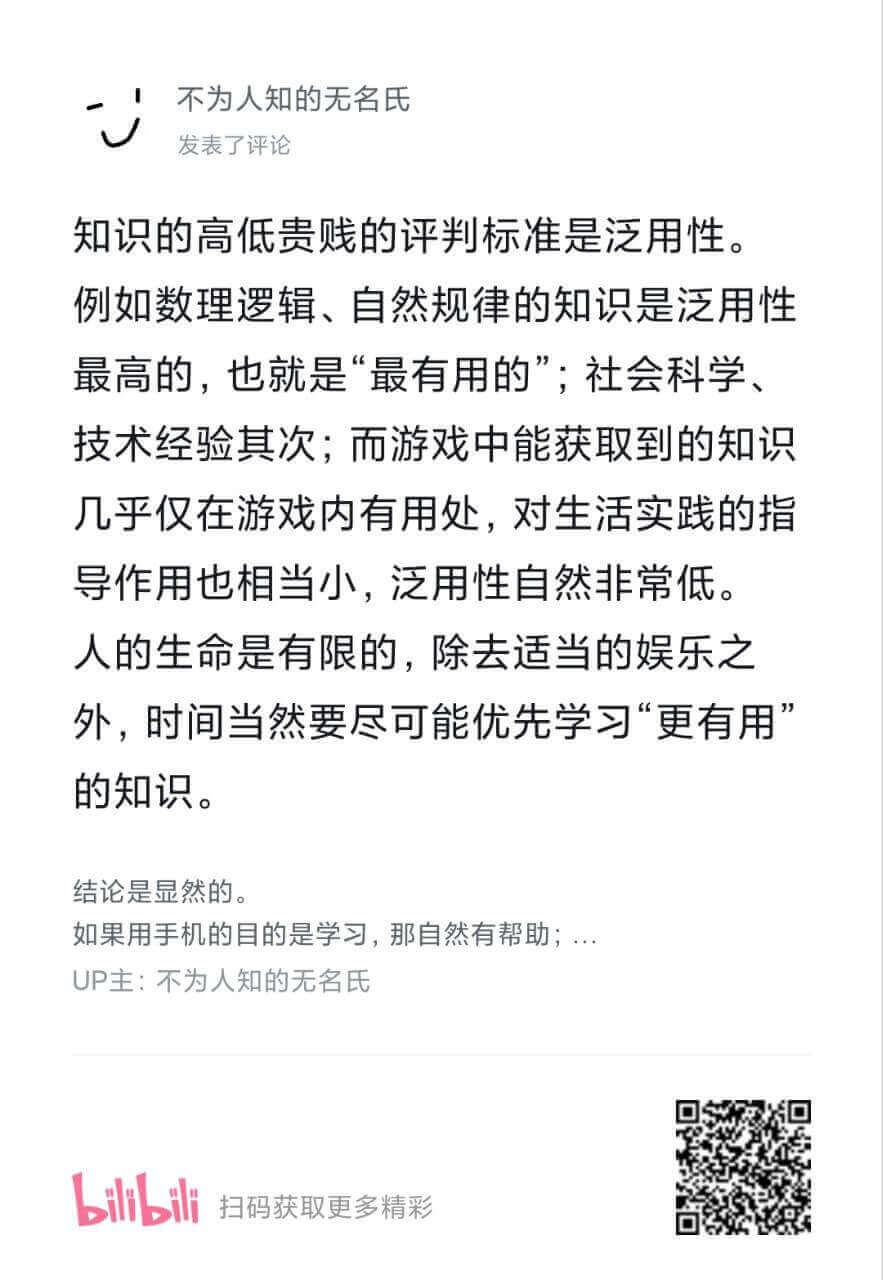 不为人知的无名氏
发表了评论
知识的高低贵贱的评判标准是泛用性。
例如数理逻辑、自然规律的知识是泛用性
最高的，也就是“最有用的”；社会科学、
技术经验其次；而游戏中能获取到的知识
几乎仅在游戏内有用处，对生活实践的指
导作用也相当小，泛用性自然非常低。
人的生命是有限的，除去适当的娱乐之
外，时间当然要尽可能优先学习“更有用”
的知识。
结论是显然的。
如果用手机的目的是学习，那自然有帮助；...
UP主：不为人知的无名氏
bilibili 扫码获取更多精彩